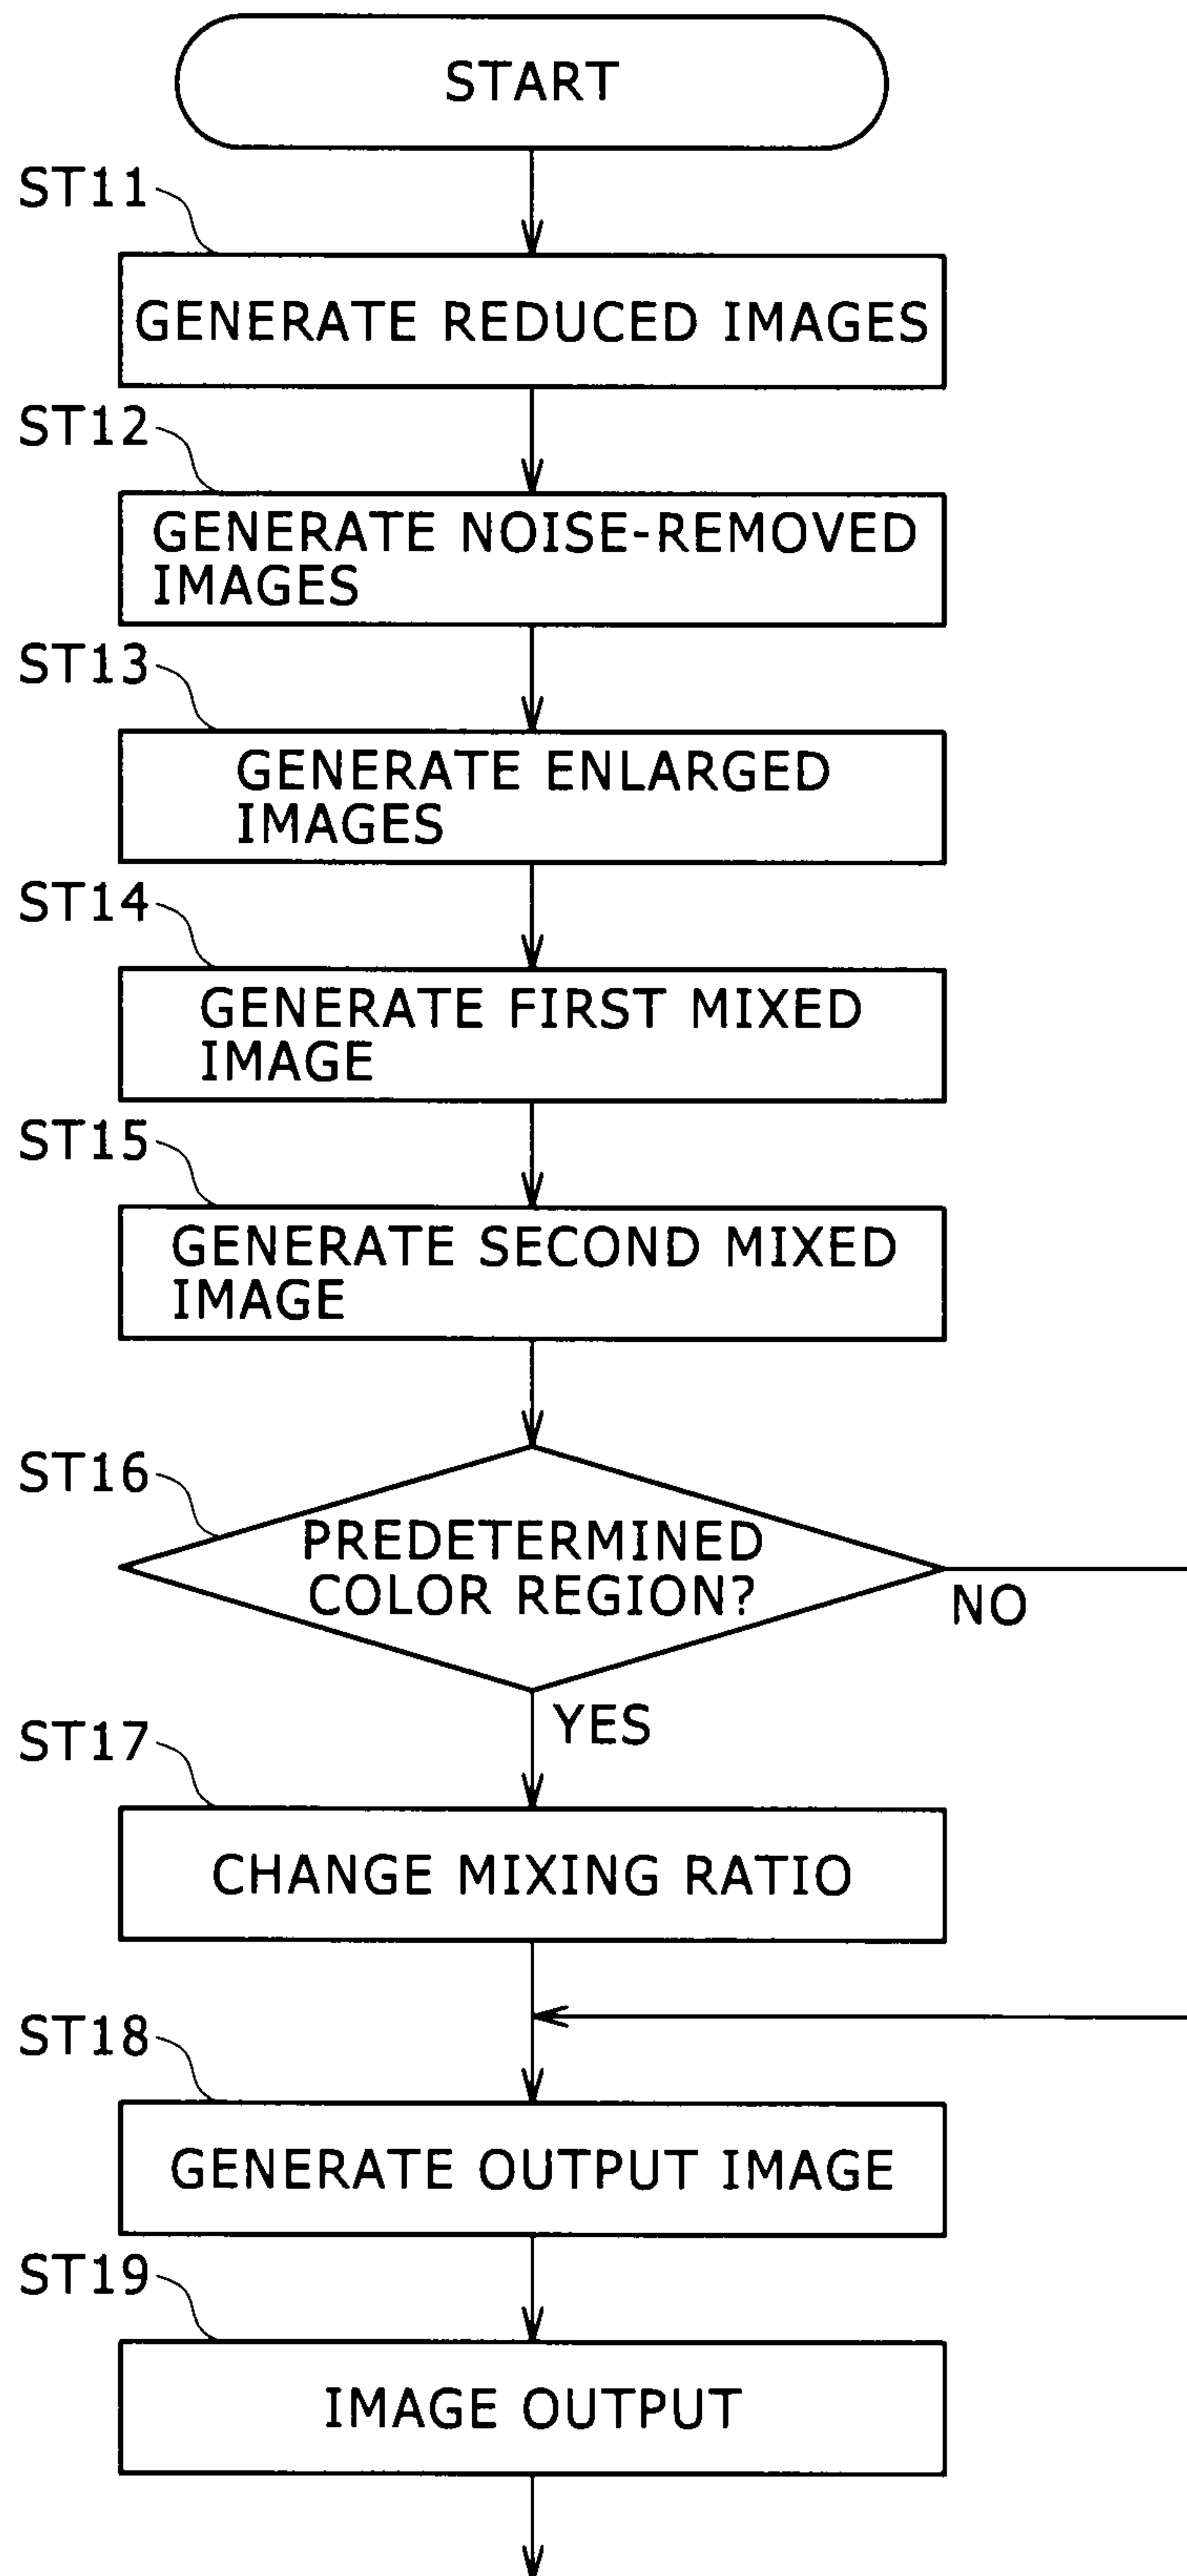 START
ST11
GENERATE REDUCED IMAGES
ST12
GENERATE NOISE-REMOVED
IMAGES
ST13
GENERATE ENLARGED
IMAGES
ST14
GENERATE FIRST MIXED
IMAGE
ST15
GENERATE SECOND MIXED
IMAGE
ST16
PREDETERMINED
COLOR REGION?
NO
YES
ST17
CHANGE MIXING RATIO
ST18
GENERATE OUTPUT IMAGE
ST19
IMAGE OUTPUT